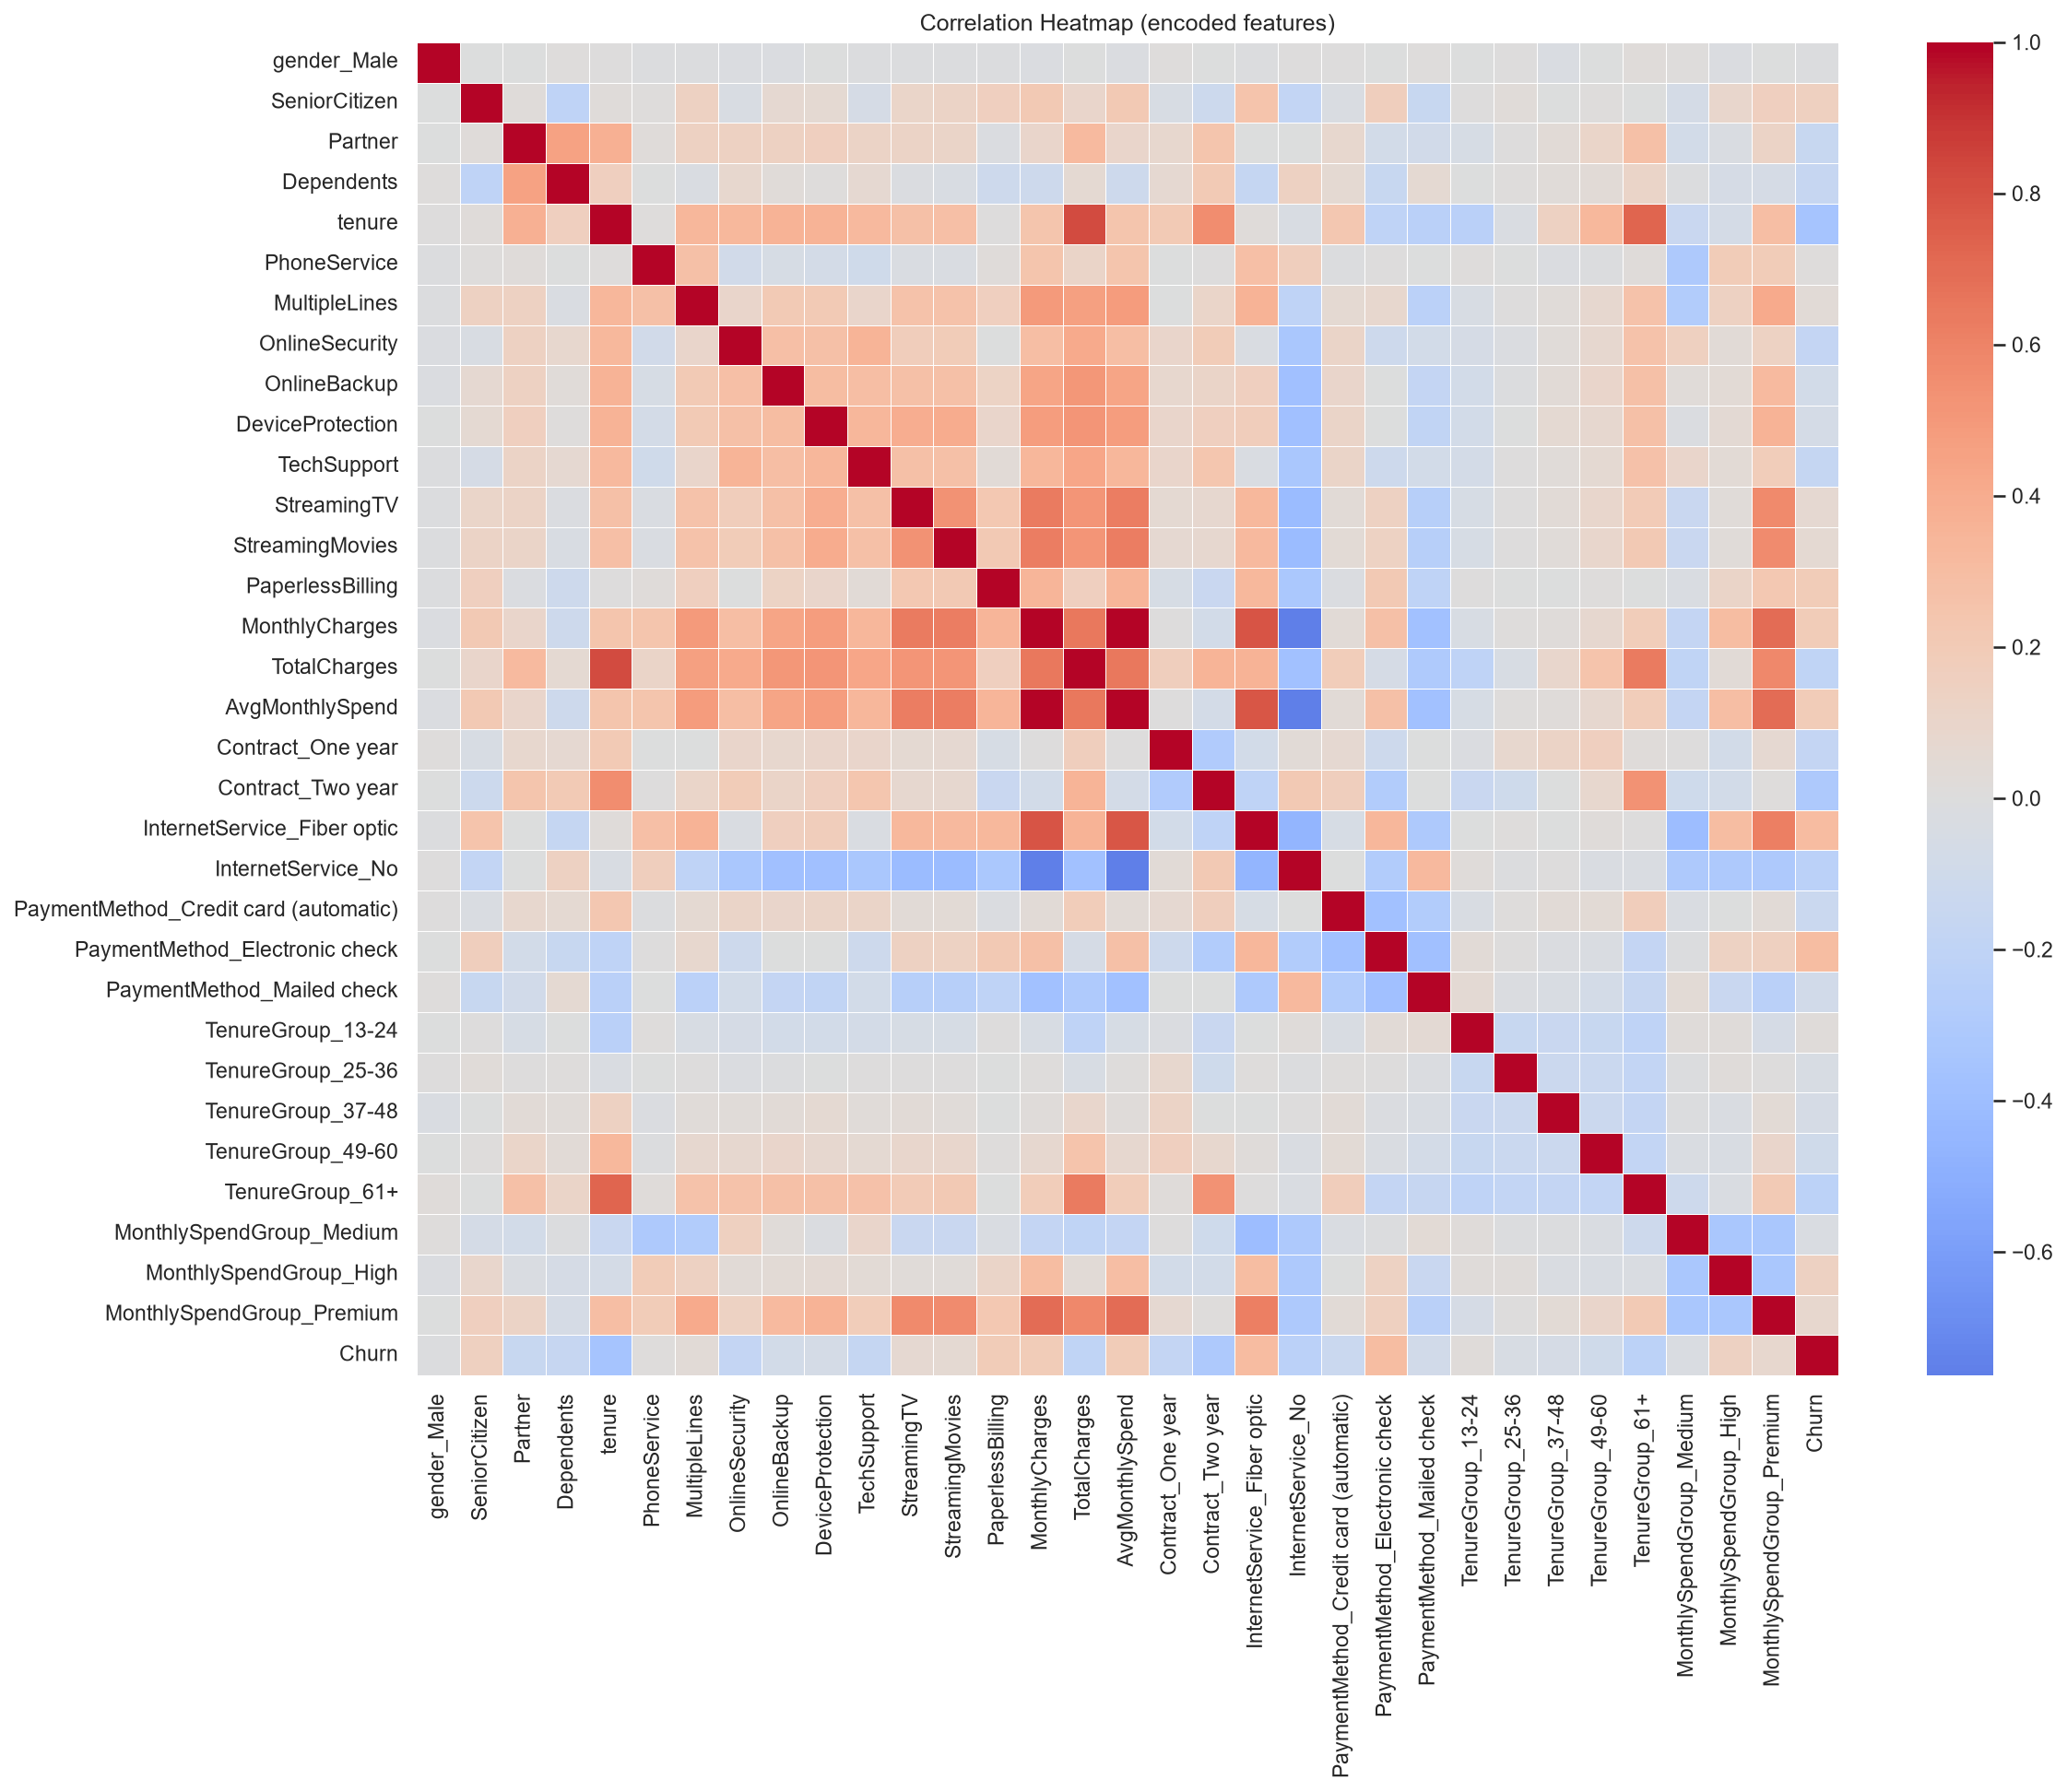 Correlation Heatmap (encoded features)
gender_Male
SeniorCitizen
Partner
Dependents
tenure
PhoneService
MultipleLines
OnlineSecurity
OnlineBackup
DeviceProtection
TechSupport
StreamingTV
StreamingMovies
PaperlessBilling
MonthlyCharges
TotalCharges
AvgMonthlySpend
Contract_One year
Contract_Two year
InternetService_Fiber optic
InternetService_No
PaymentMethod_Credit card (automatic)
PaymentMethod_Electronic check
PaymentMethod_Mailed check
TenureGroup_13-24
TenureGroup_25-36
TenureGroup_37-48
TenureGroup_49-60
TenureGroup_61+
MonthlySpendGroup_Medium
MonthlySpendGroup_High
MonthlySpendGroup_Premium
Churn
gender_Male
SeniorCitizen
Partner
Dependents
tenure
PhoneService
MultipleLines
OnlineSecurity
OnlineBackup
DeviceProtection
TechSupport
StreamingTV
StreamingMovies
PaperlessBilling
MonthlyCharges
TotalCharges
AvgMonthlySpend
Contract_One year
Contract_Two year
InternetService_Fiber optic
InternetService_No
PaymentMethod_Credit card (automatic)
PaymentMethod_Electronic check
PaymentMethod_Mailed check
TenureGroup_13-24
TenureGroup_25-36
TenureGroup_37-48
TenureGroup_49-60
TenureGroup_61+
MonthlySpendGroup_Medium
MonthlySpendGroup_High
MonthlySpendGroup_Premium
Churn
1.0
0.8
0.6
0.4
0.2
0.0
−0.2
−0.4
−0.6